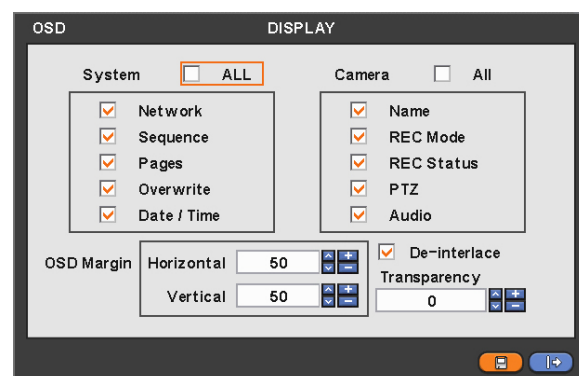 OSD DISPLAY
System ALL Camera All
Network Name
Sequence REC Mode
Pages REC Status
Overwrite PTZ
Date / Time Audio
OSD Margin Horizontal 50 De-interlace
Transparency
Vertical 50 0